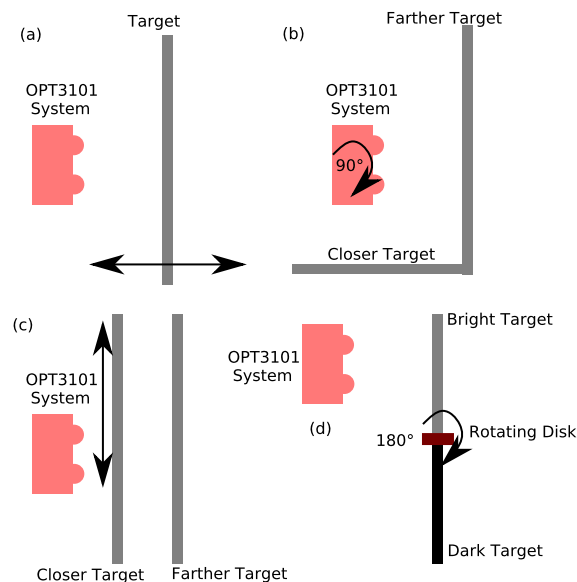 (a)
Target
OPT3101
System
(b)
Farther Target
OPT3101
System
90°
Closer Target
(c)
OPT3101
System
Closer Target
Farther Target
Bright Target
OPT3101
System
(d)
180°
Rotating Disk
Dark Target